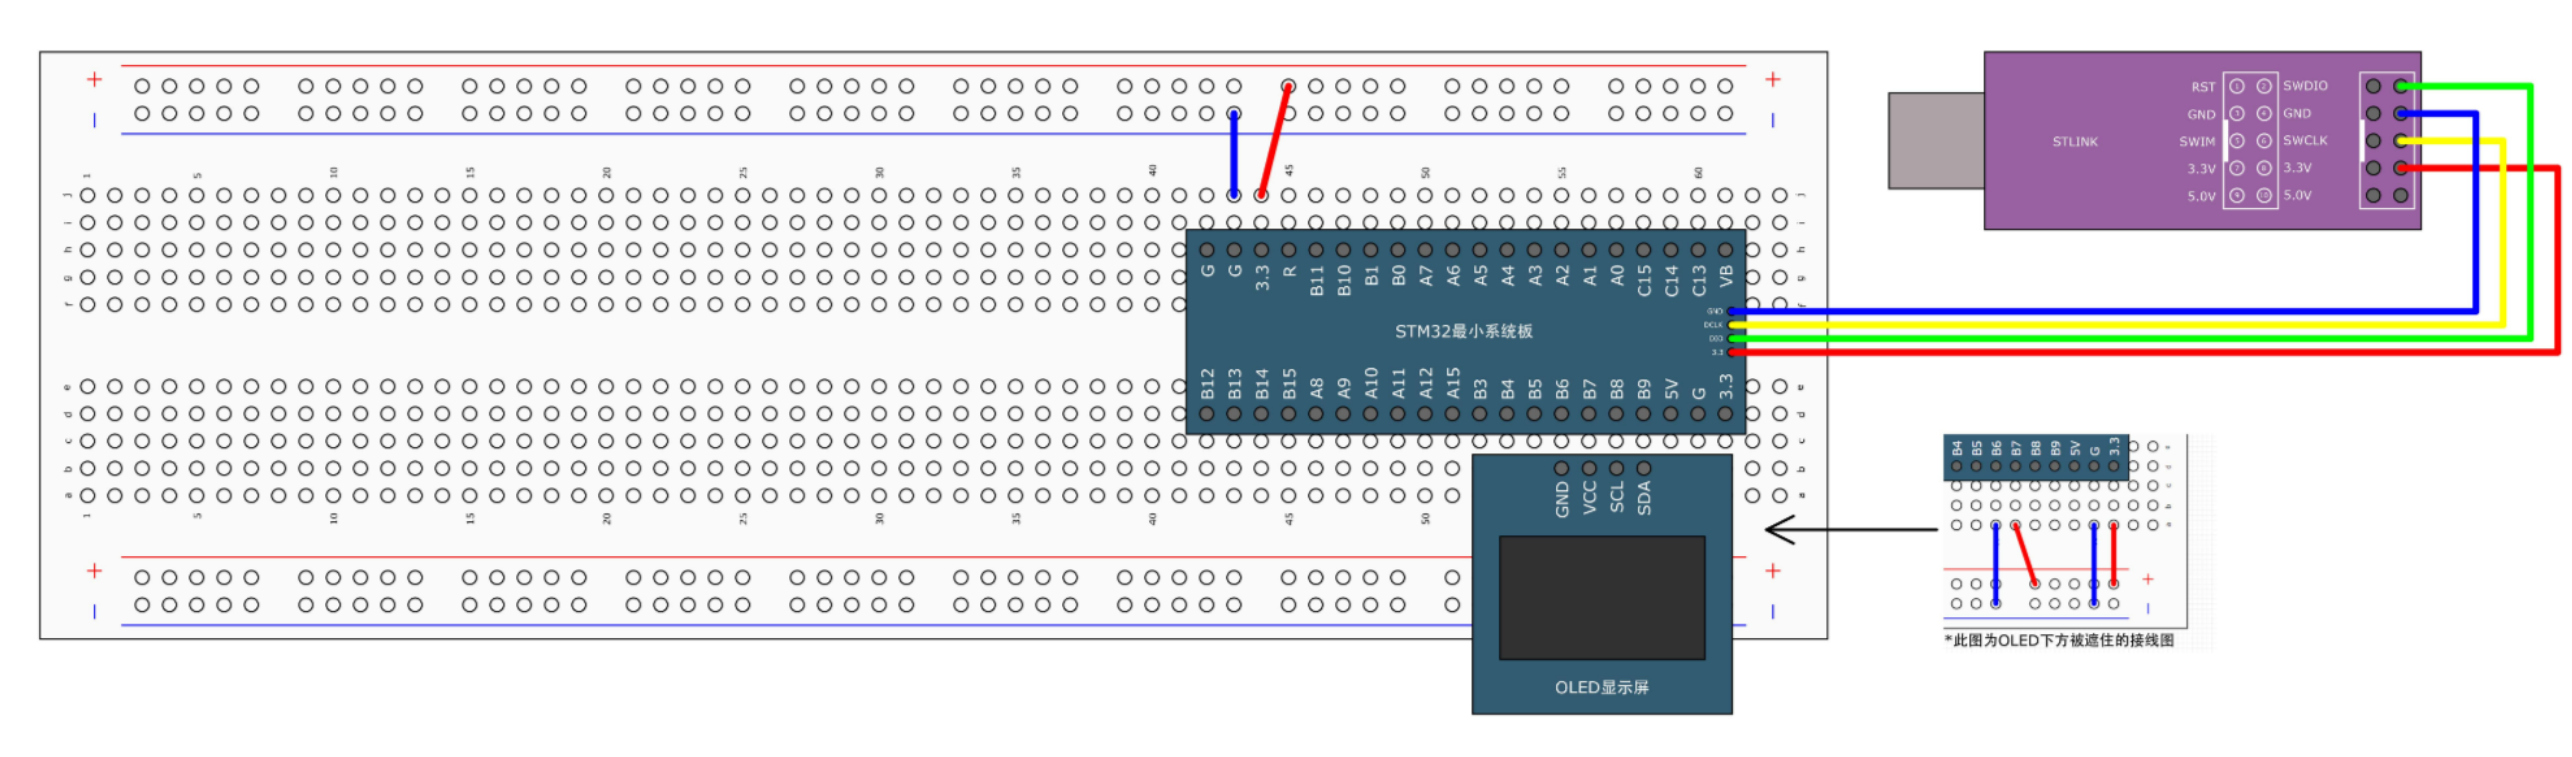 + +
− −
1 5 10 15 20 25 30 35 40 45 50 55 60
j j
i i
h h
g g
f f
G G 3.3 R B11 B10 B1 B0 A7 A6 A5 A4 A3 A2 A1 A0 C15 C14 C13 VB
GND
DCLK
DIO
3.3
STM32最小系统板
B12 B13 B14 B15 A8 A9 A10 A11 A12 A15 B3 B4 B5 B6 B7 B8 B9 5V G 3.3
e e
d d
c c
b b
a a
1 5 10 15 20 25 30 35 40 45 50
+ +
− −
GND VCC SCL SDA
OLED显示屏
STLINK
RST 1 2 SWDIO
GND 3 4 GND
SWIM 5 6 SWCLK
3.3V 7 8 3.3V
5.0V 9 10 5.0V
B4 B5 B6 B7 B8 B9 5V G 3.3
e
d
c
b
a
+
−
*此图为OLED下方被遮住的接线图